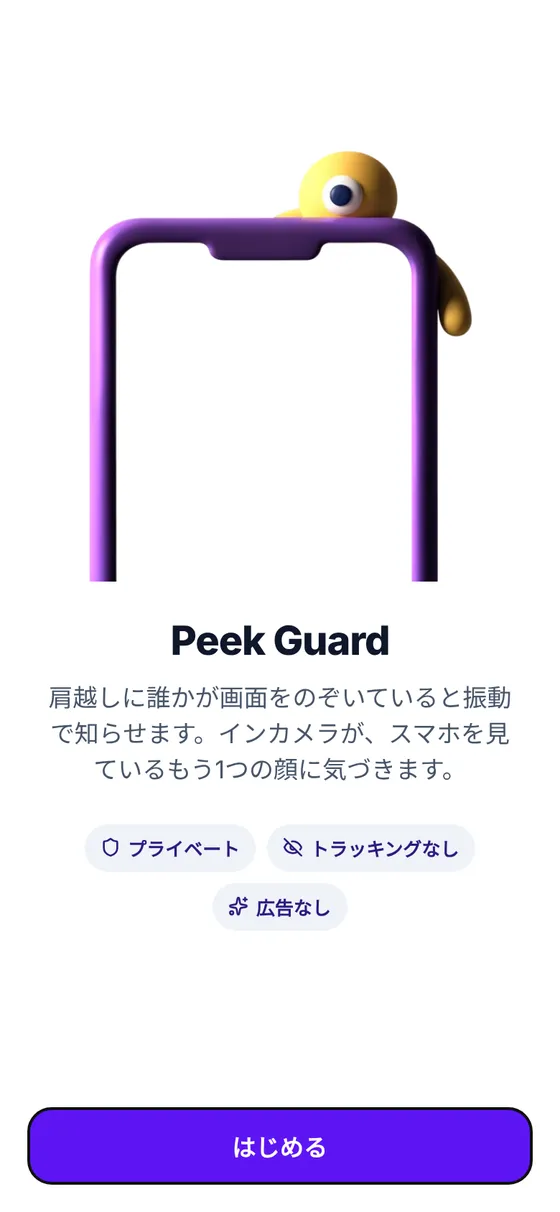 Peek Guard
肩越しに誰かが画面をのぞいていると振動
で知らせます。インカメラが、スマホを見
ているもう1つの顔に気づきます。
プライベート
トラッキングなし
広告なし
はじめる